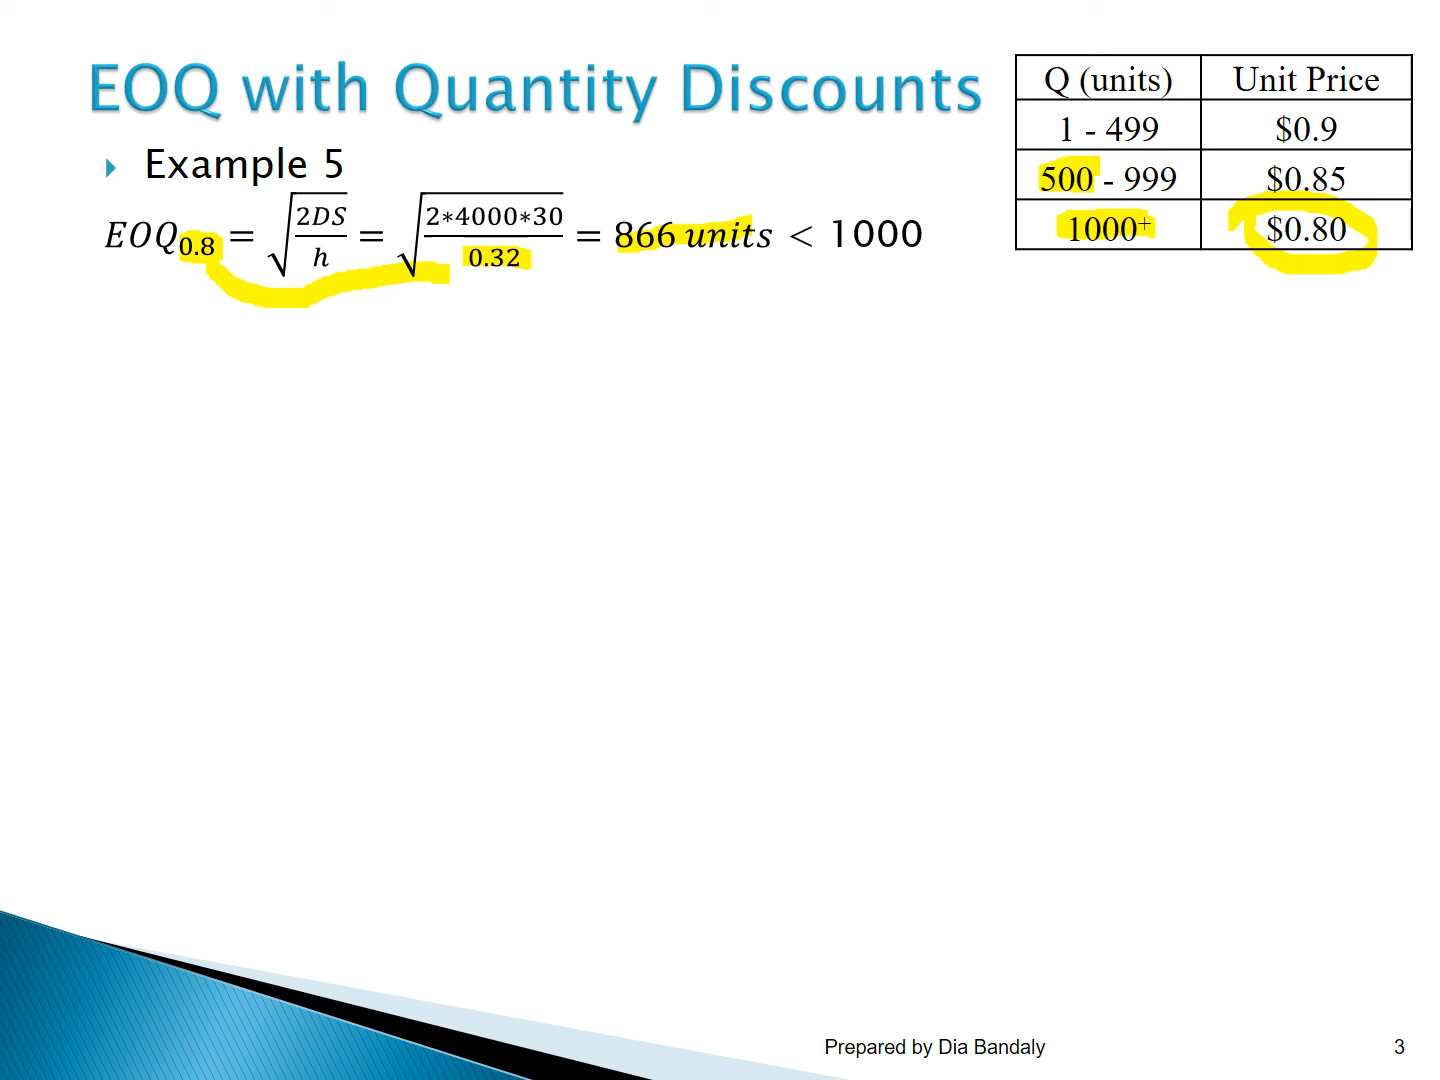 EOQ with Quantity Discounts
Example 5
EOQ0.8 = √(2DS/h) = √(2*4000*30/0.32) = 866 units < 1000
Q (units) Unit Price
1 - 499 $0.9
500 - 999 $0.85
1000+ $0.80
Prepared by Dia Bandaly 3